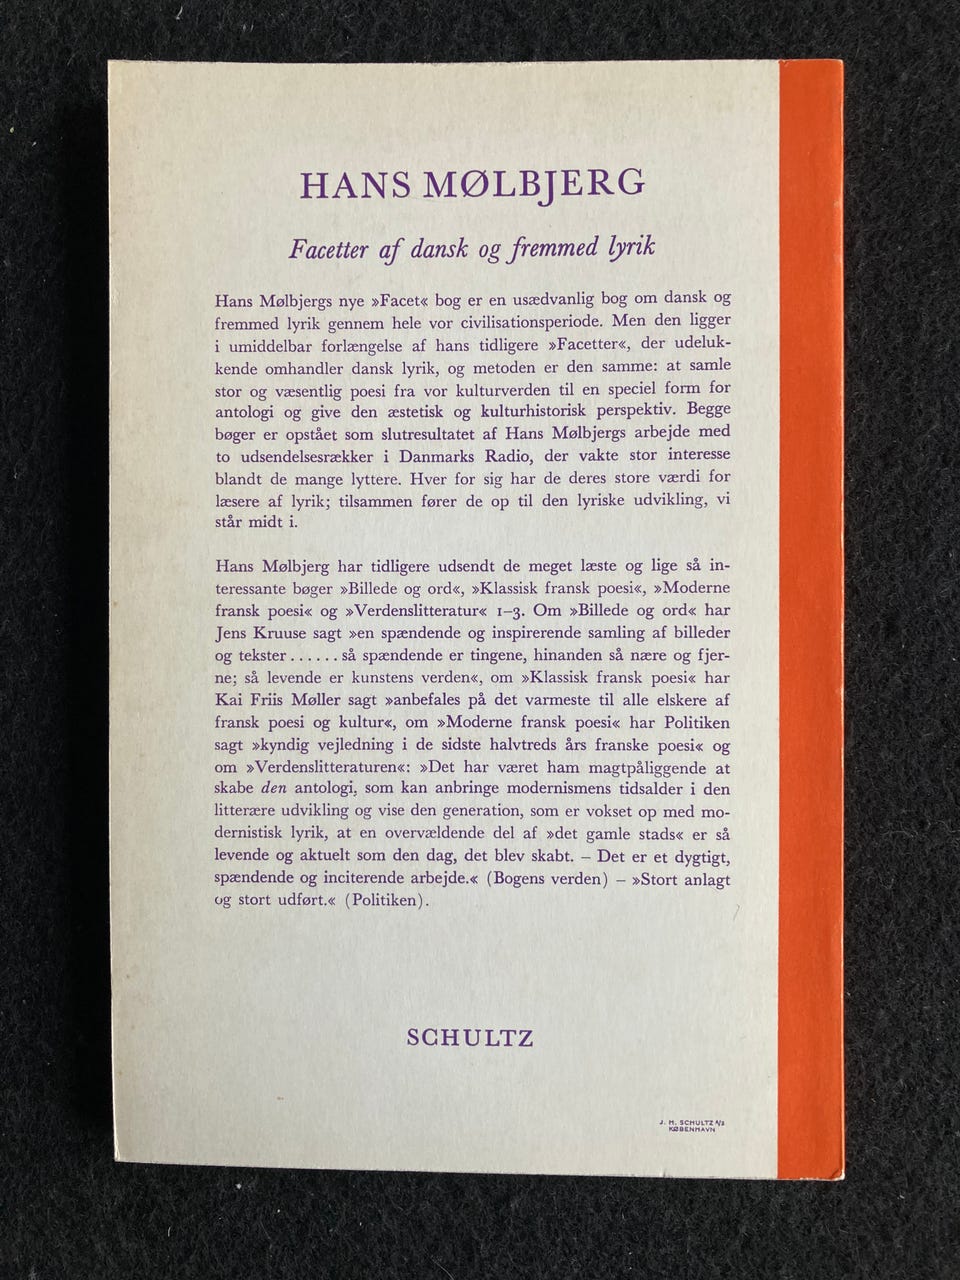 HANS MØLBJERG
Facetter af dansk og fremmed lyrik
Hans Mølbjergs nye »Facet« bog er en usædvanlig bog om dansk og
fremmed lyrik gennem hele vor civilisationsperiode. Men den ligger
i umiddelbar forlængelse af hans tidligere »Facetter«, der udeluk-
kende omhandler dansk lyrik, og metoden er den samme: at samle
stor og væsentlig poesi fra vor kulturverden til en speciel form for
antologi og give den æstetisk og kulturhistorisk perspektiv. Begge
bøger er opstået som slutresultatet af Hans Mølbjergs arbejde med
to udsendelsesrækker i Danmarks Radio, der vakte stor interesse
blandt de mange lyttere. Hver for sig har de deres store værdi for
læsere af lyrik; tilsammen fører de op til den lyriske udvikling, vi
står midt i.
Hans Mølbjerg har tidligere udsendt de meget læste og lige så in-
teressante bøger »Billede og ord«, »Klassisk fransk poesi«, »Moderne
fransk poesi« og »Verdenslitteratur« 1–3. Om »Billede og ord« har
Jens Kruuse sagt »en spændende og inspirerende samling af billeder
og tekster ...... så spændende er tingene, hinanden så nære og fjer-
ne; så levende er kunstens verden«, om »Klassisk fransk poesi« har
Kai Friis Møller sagt »anbefales på det varmeste til alle elskere af
fransk poesi og kultur«, om »Moderne fransk poesi« har Politiken
sagt »kyndig vejledning i de sidste halvtreds års franske poesi« og
om »Verdenslitteraturen«: »Det har været ham magtpåliggende at
skabe den antologi, som kan anbringe modernismens tidsalder i den
litterære udvikling og vise den generation, som er vokset op med mo-
dernistisk lyrik, at en overvældende del af »det gamle stads« er så
levende og aktuelt som den dag, det blev skabt. – Det er et dygtigt,
spændende og inciterende arbejde.« (Bogens verden) – »Stort anlagt
og stort udført.« (Politiken).
SCHULTZ
J. H. SCHULTZ A/S
KØBENHAVN